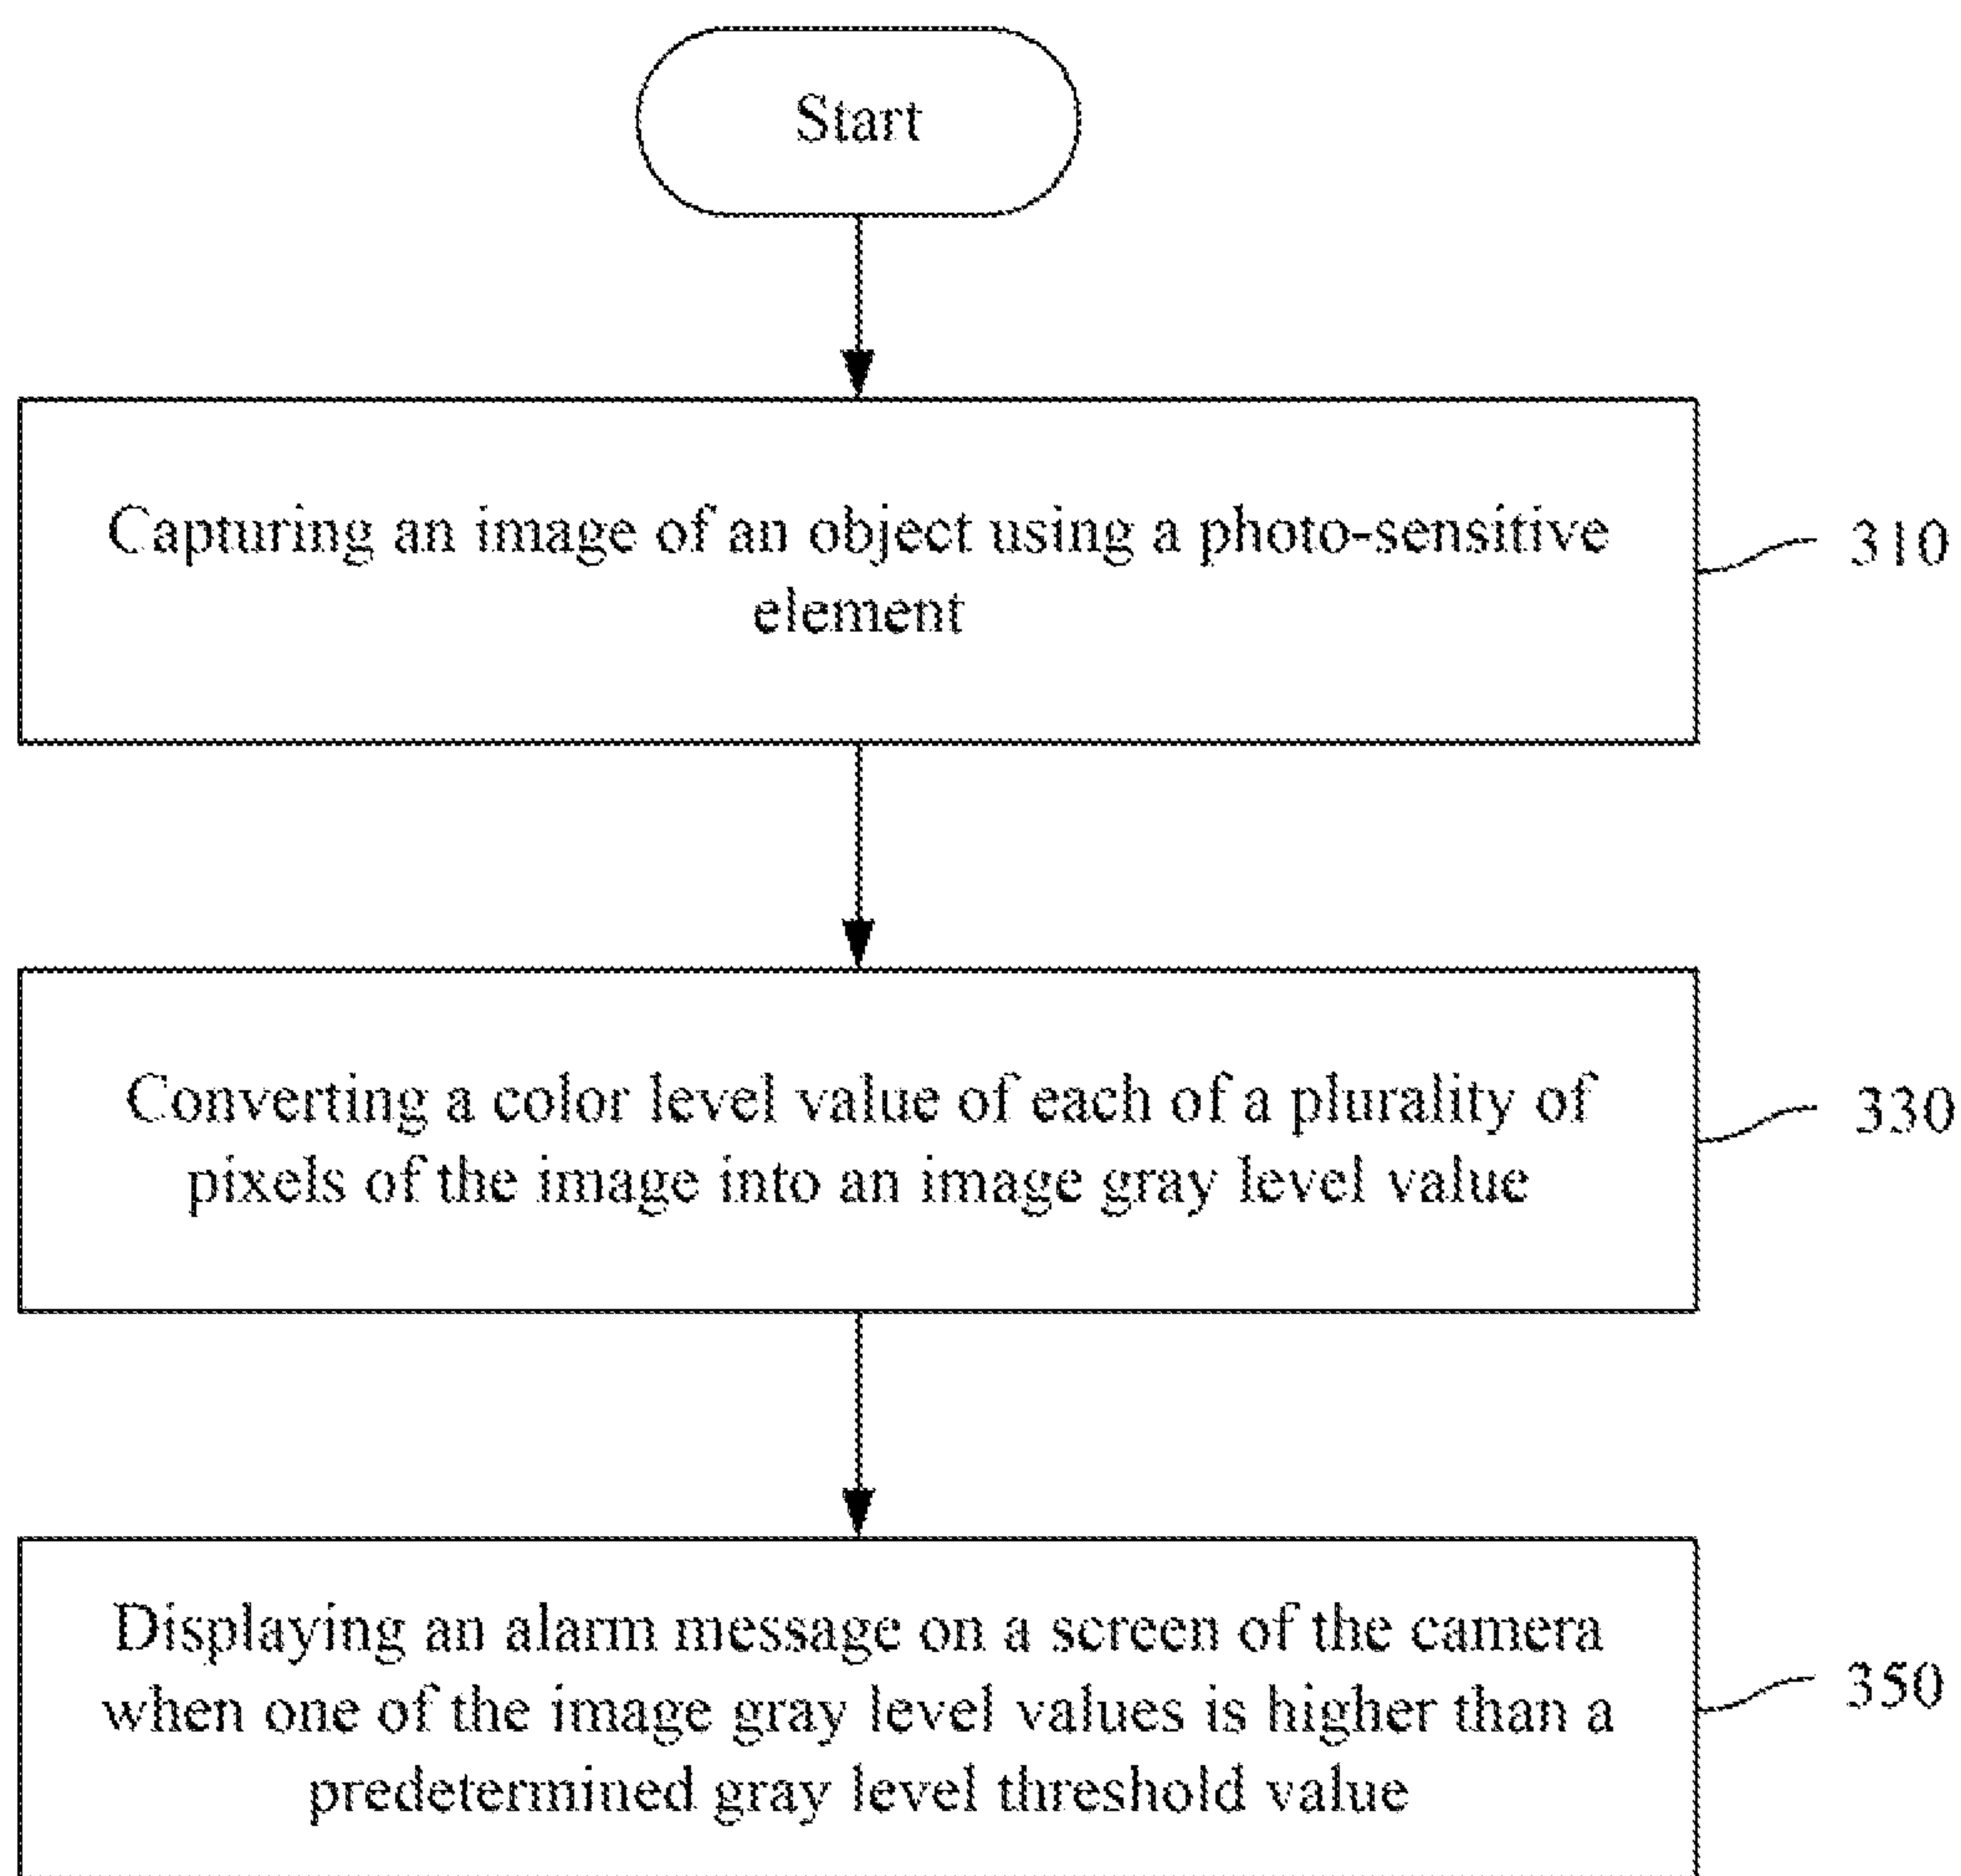 Start
Capturing an image of an object using a photo-sensitive
element
310
Converting a color level value of each of a plurality of
pixels of the image into an image gray level value
330
Displaying an alarm message on a screen of the camera
when one of the image gray level values is higher than a
predetermined gray level threshold value
350